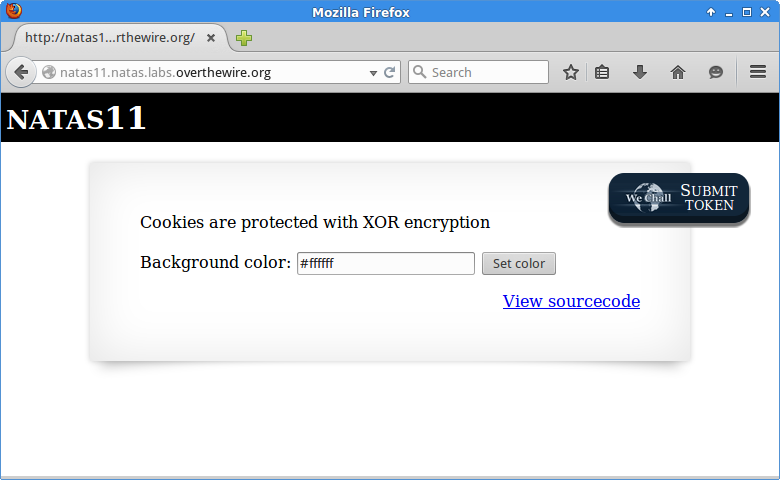 Mozilla Firefox
http://natas1...rthewire.org/
natas11.natas.labs.overthewire.org
Search
NATAS11
We Chall
SUBMIT
TOKEN
Cookies are protected with XOR encryption
Background color: #ffffff Set color
View sourcecode